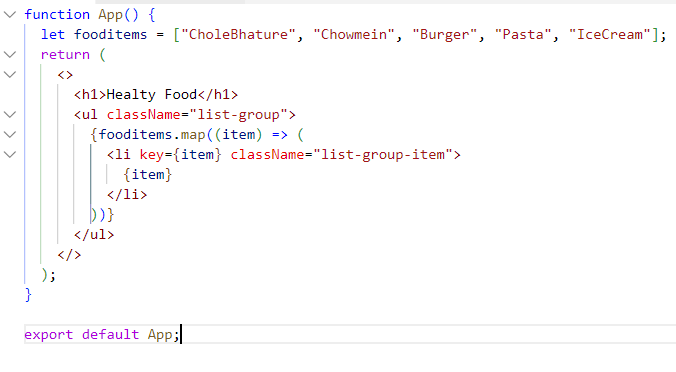 function App() {
  let fooditems = ["CholeBhature", "Chowmein", "Burger", "Pasta", "IceCream"];
  return (
    <>
      <h1>Healty Food</h1>
      <ul className="list-group">
        {fooditems.map((item) => (
          <li key={item} className="list-group-item">
            {item}
          </li>
        ))}
      </ul>
    </>
  );
}

export default App;